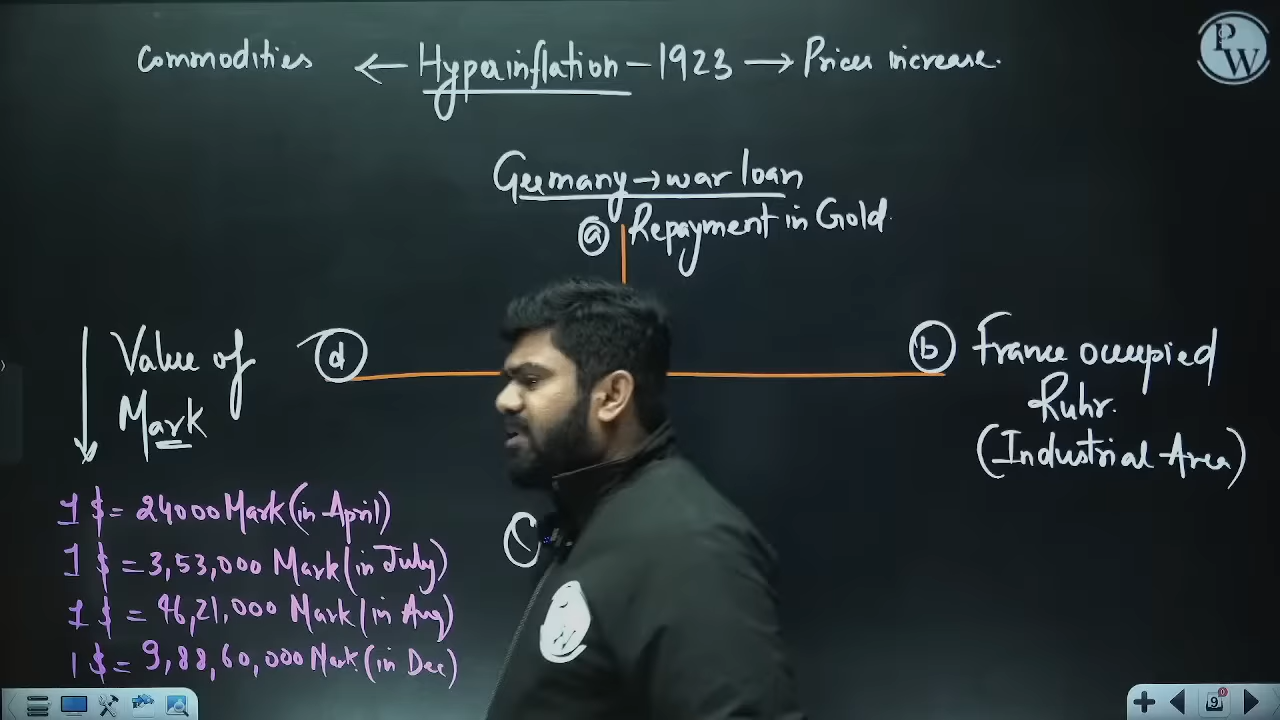 Commodities ← Hyperinflation – 1923 → Prices increase.
PW
Germany → war loan
ⓐ Repayment in Gold.
ⓓ
Value of
Mark
ⓑ France occupied
Ruhr.
(Industrial Area)
1 $ = 24000 Mark (in April)
1 $ = 3,53,000 Mark (in July)
1 $ = 46,21,000 Mark (in Aug)
1 $ = 9,88,60,000 Mark (in Dec)
9